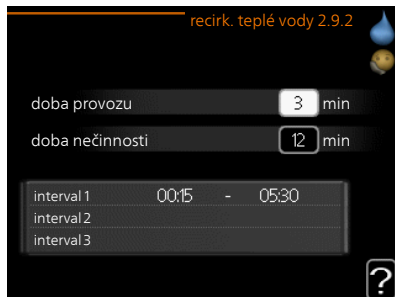 recirk. teplé vody 2.9.2
doba provozu 3 min
doba nečinnosti 12 min
interval 1 00:15 - 05:30
interval 2
interval 3
?